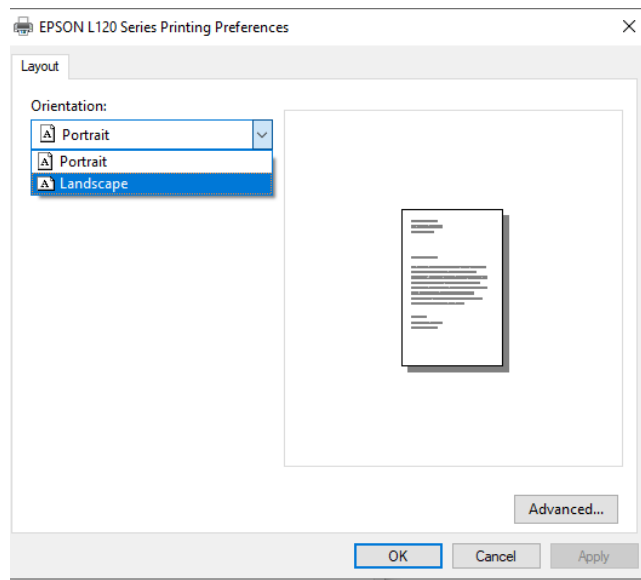 EPSON L120 Series Printing Preferences
Layout
Orientation:
A Portrait
A Portrait
A Landscape
Advanced...
OK Cancel Apply